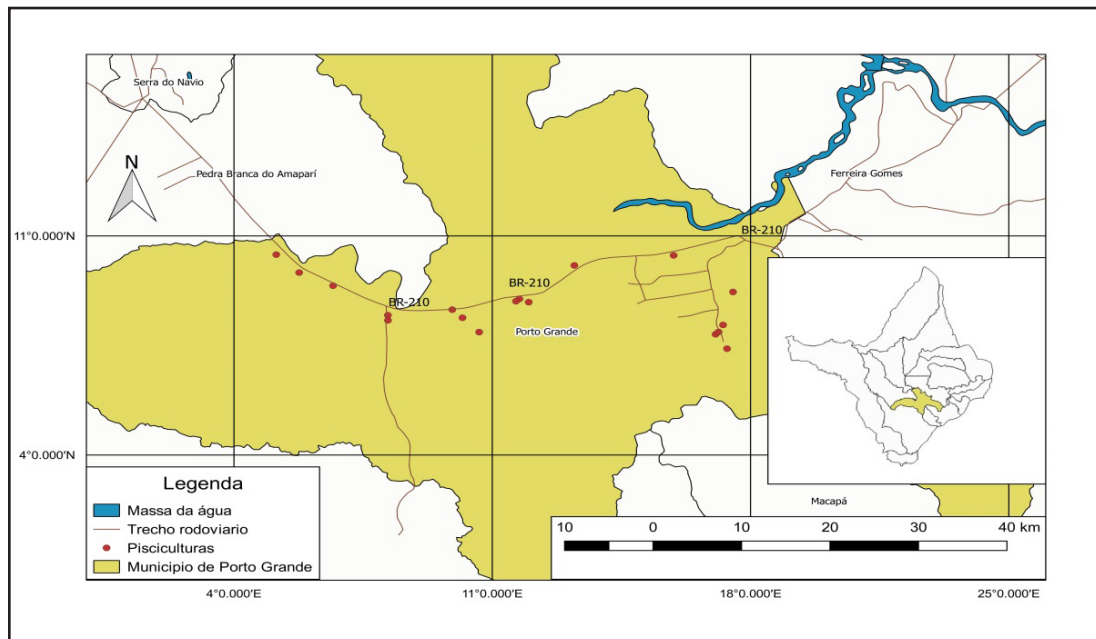 Serra do Navio
N
Pedra Branca do Amaparí
Ferreira Gomes
11°0.000'N
BR-210
BR-210
BR-210
Porto Grande
4°0.000'N
Legenda
Massa da água
Trecho rodoviario
Pisciculturas
Municipio de Porto Grande
Macapá
10 0 10 20 30 40 km
4°0.000'E 11°0.000'E 18°0.000'E 25°0.000'E